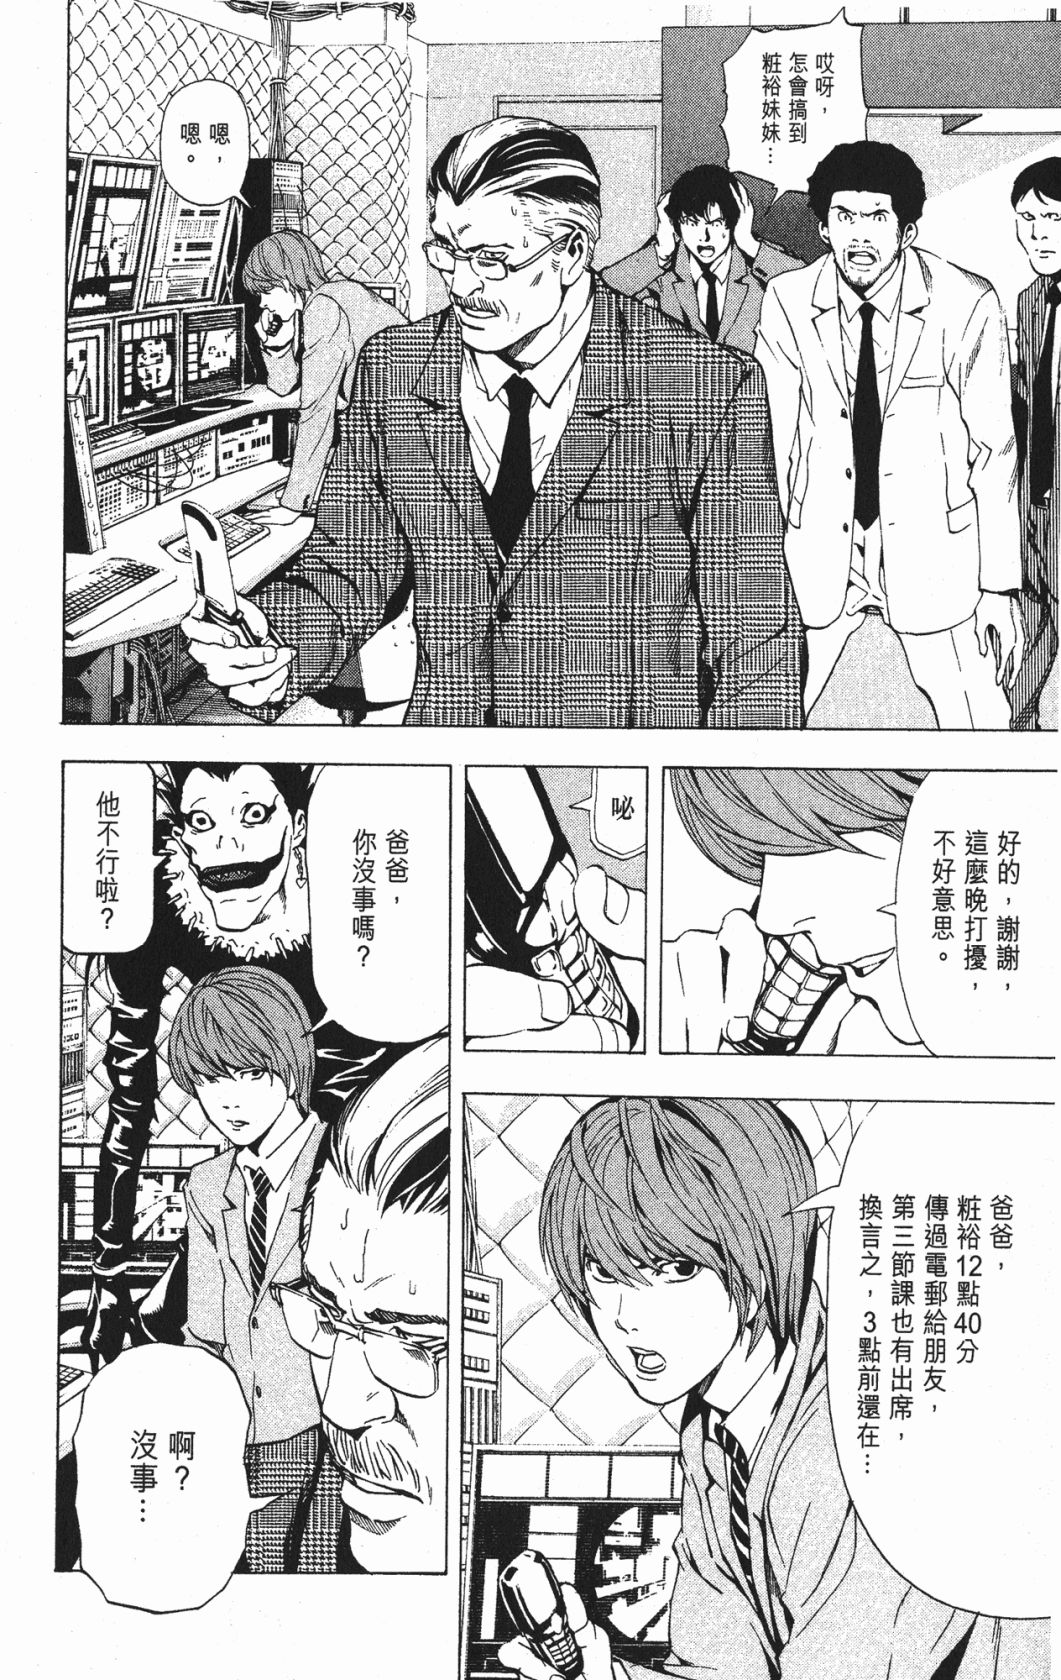 哎呀，
怎會搞到
粧裕妹妹…
嗯，
嗯。
好的，謝謝，
這麼晚打擾，
不好意思。
咇
爸爸，
粧裕12點40分
傳過電郵給朋友，
第三節課也有出席，
換言之，3點前還在…
爸爸，
你沒事嗎？
他不行啦？
啊？
沒事…